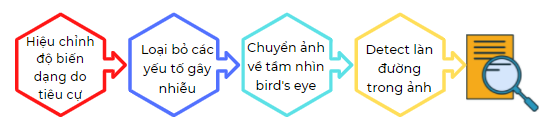 Hiệu chỉnh
độ biến
dạng do
tiêu cự
Loại bỏ các
yếu tố gây
nhiễu
Chuyển ảnh
về tầm nhìn
bird's eye
Detect làn
đường
trong ảnh